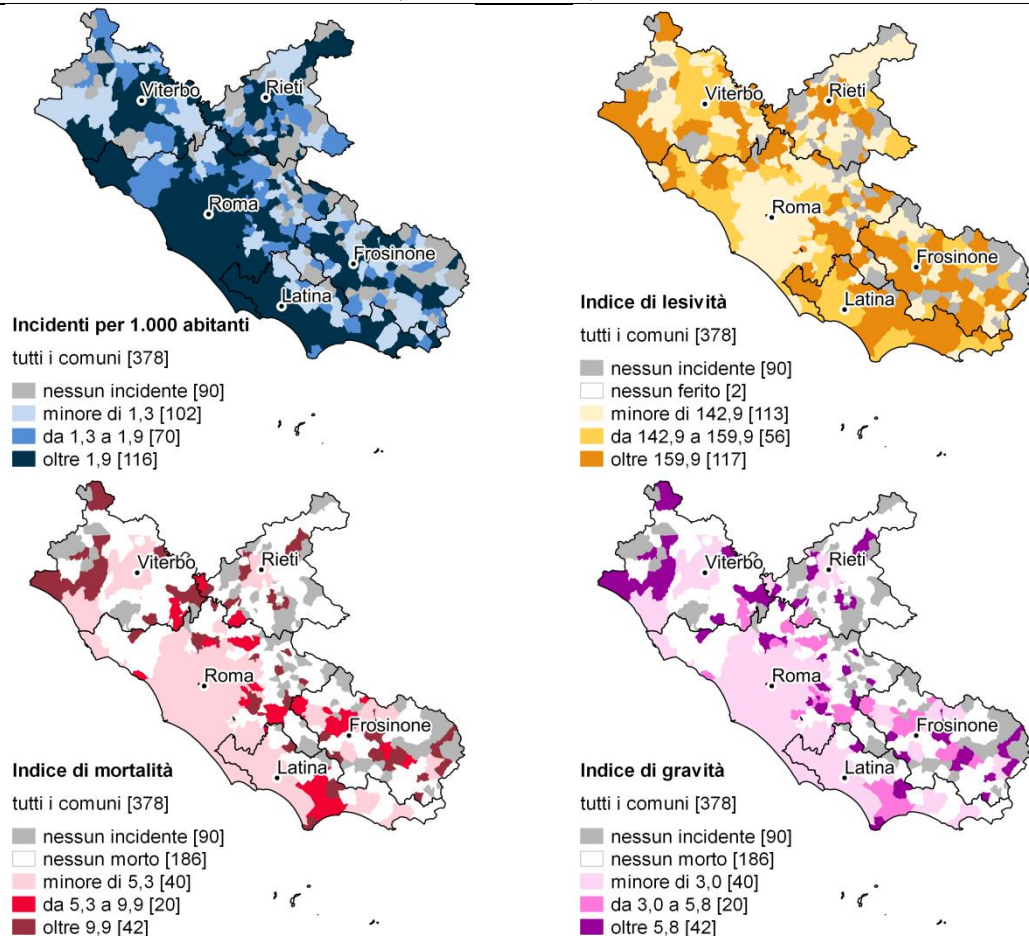 Viterbo
Rieti
Roma
Frosinone
Latina
Incidenti per 1.000 abitanti
tutti i comuni [378]
nessun incidente [90]
minore di 1,3 [102]
da 1,3 a 1,9 [70]
oltre 1,9 [116]
Viterbo
Rieti
Roma
Frosinone
Latina
Indice di lesività
tutti i comuni [378]
nessun incidente [90]
nessun ferito [2]
minore di 142,9 [113]
da 142,9 a 159,9 [56]
oltre 159,9 [117]
Viterbo
Rieti
Roma
Frosinone
Latina
Indice di mortalità
tutti i comuni [378]
nessun incidente [90]
nessun morto [186]
minore di 5,3 [40]
da 5,3 a 9,9 [20]
oltre 9,9 [42]
Viterbo
Rieti
Roma
Frosinone
Latina
Indice di gravità
tutti i comuni [378]
nessun incidente [90]
nessun morto [186]
minore di 3,0 [40]
da 3,0 a 5,8 [20]
oltre 5,8 [42]